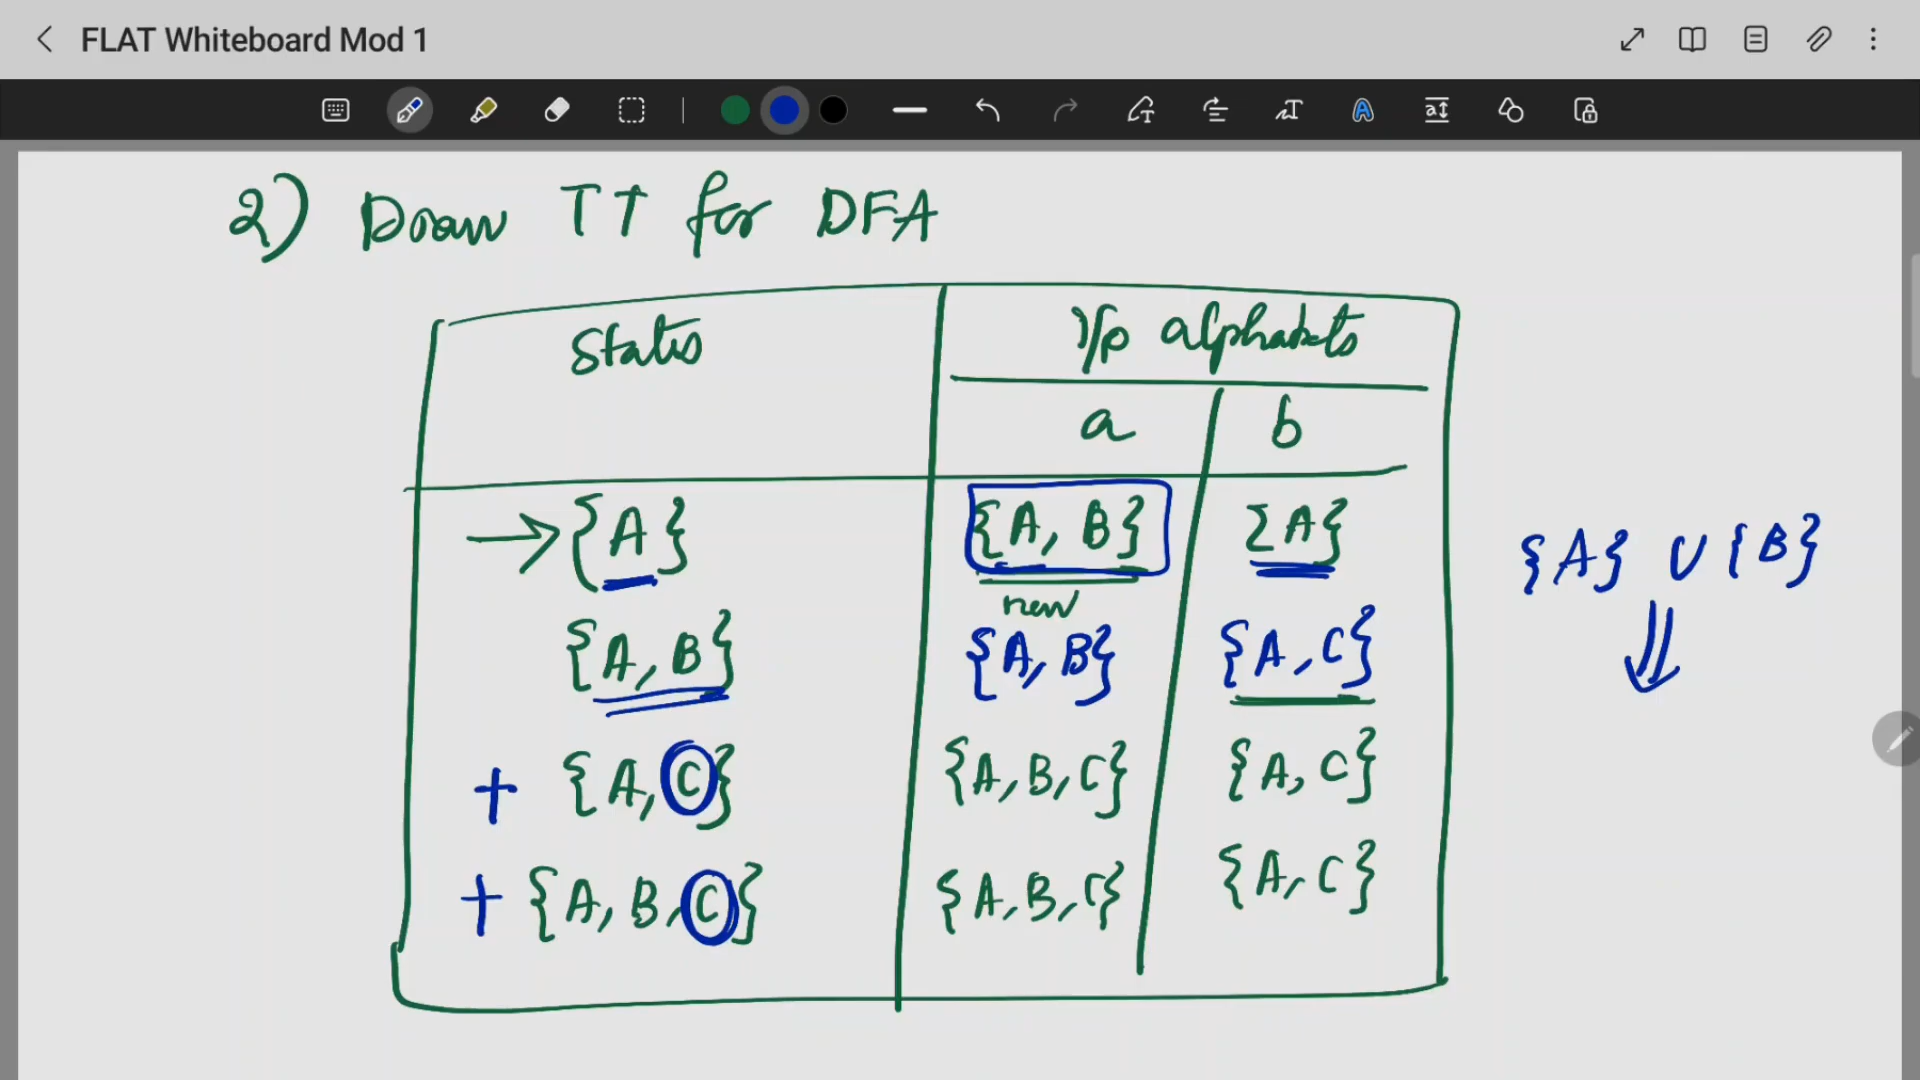 FLAT Whiteboard Mod 1
2) Draw TT for DFA
States I/p alphabets
a b
→ {A} {A, B} {A} {A} ∪ {B}
new
{A, B} {A, B} {A, C}
+ {A, C} {A, B, C} {A, C}
+ {A, B, C} {A, B, C} {A, C}